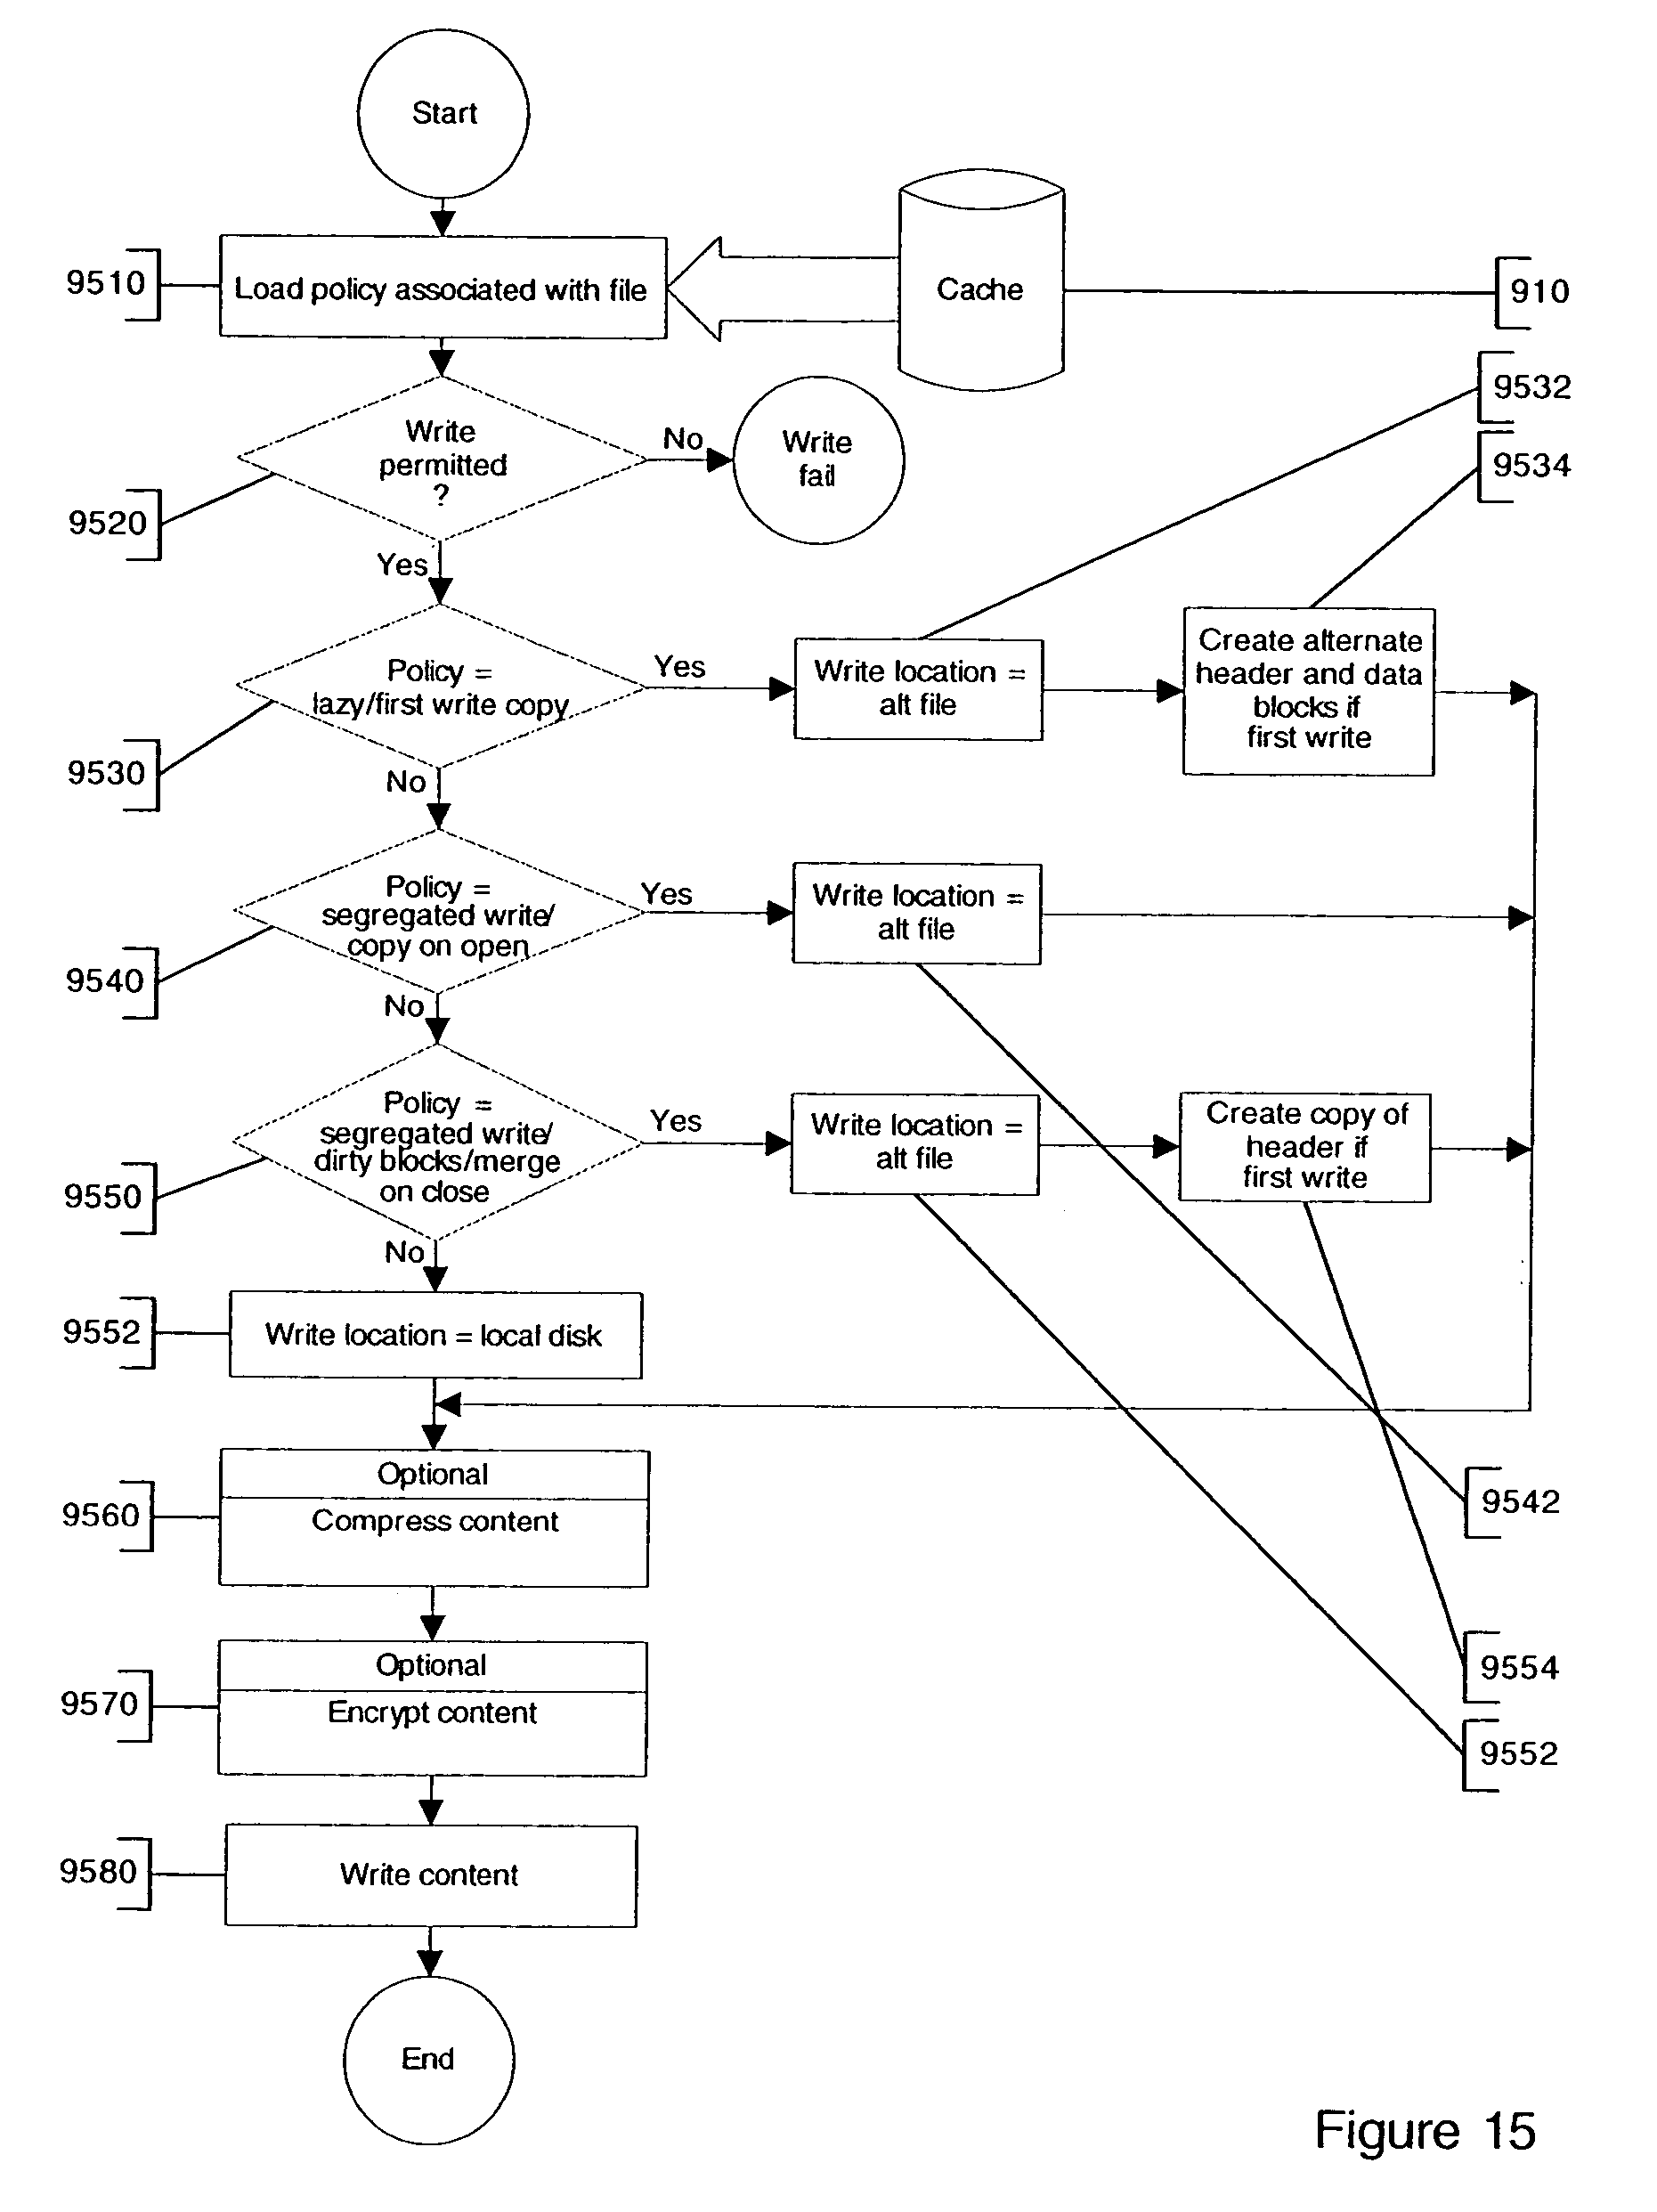 Start
9510
Load policy associated with file
Cache
910
9532
Write
permitted
?
No
Write
fail
9534
9520
Yes
Policy =
lazy/first write copy
Yes
Write location =
alt file
Create alternate
header and data
blocks if
first write
9530
No
Policy =
segregated write/
copy on open
Yes
Write location =
alt file
9540
No
Policy =
segregated write/
dirty blocks/merge
on close
Yes
Write location =
alt file
Create copy of
header if
first write
9550
No
9552
Write location = local disk
Optional
Compress content
9560
9542
Optional
Encrypt content
9570
9554
9552
9580
Write content
End
Figure 15